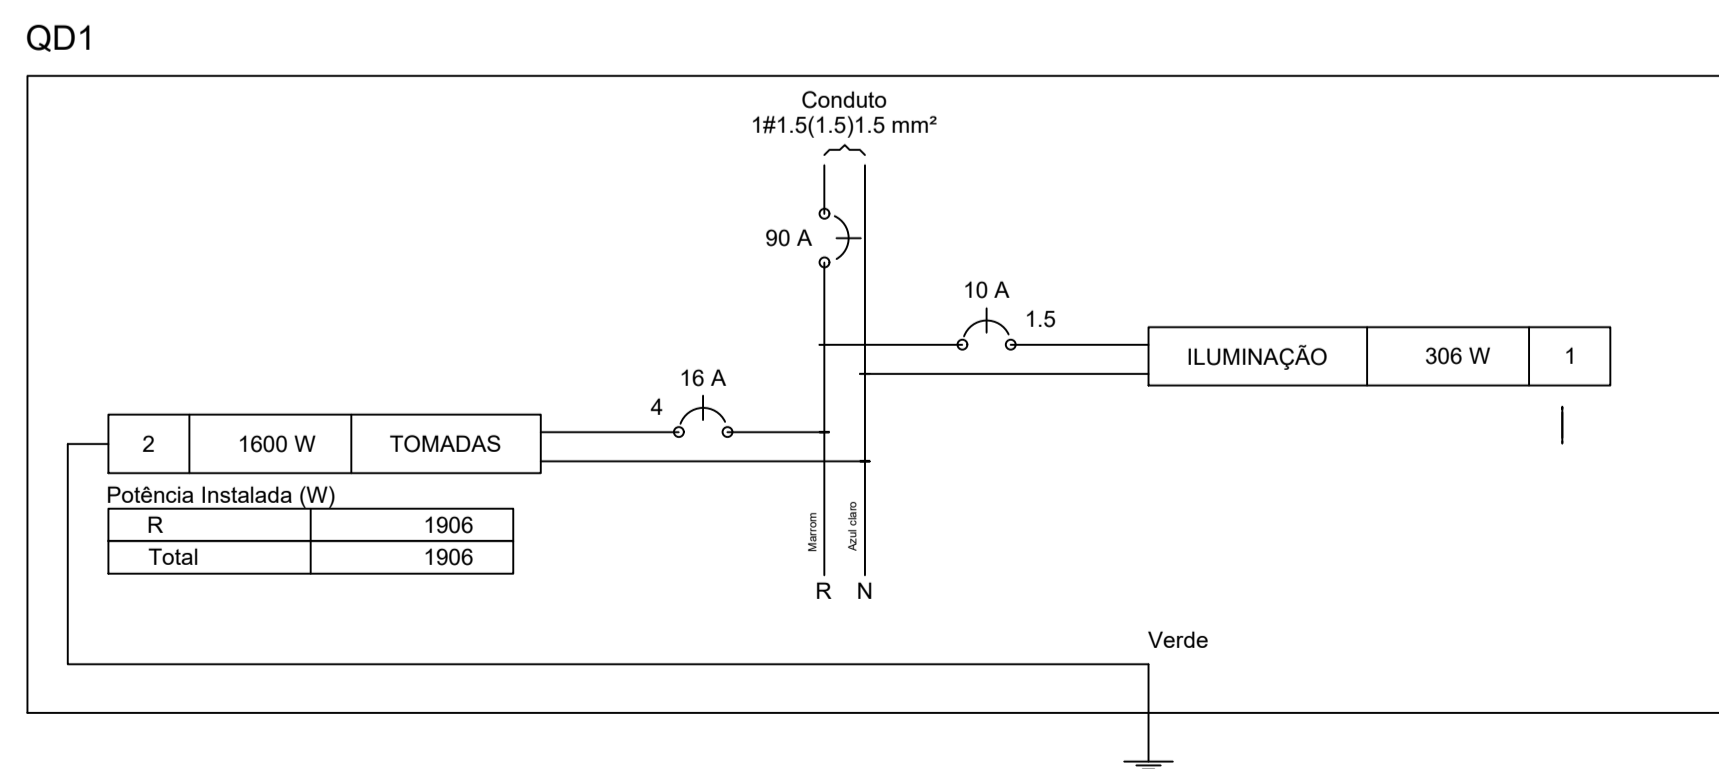 QD1
Conduto
1#1.5(1.5)1.5 mm²
90 A
10 A
1.5
ILUMINAÇÃO 306 W 1
16 A
4
2 1600 W TOMADAS
Potência Instalada (W)
R 1906
Total 1906
Marrom
Azul claro
R N
Verde